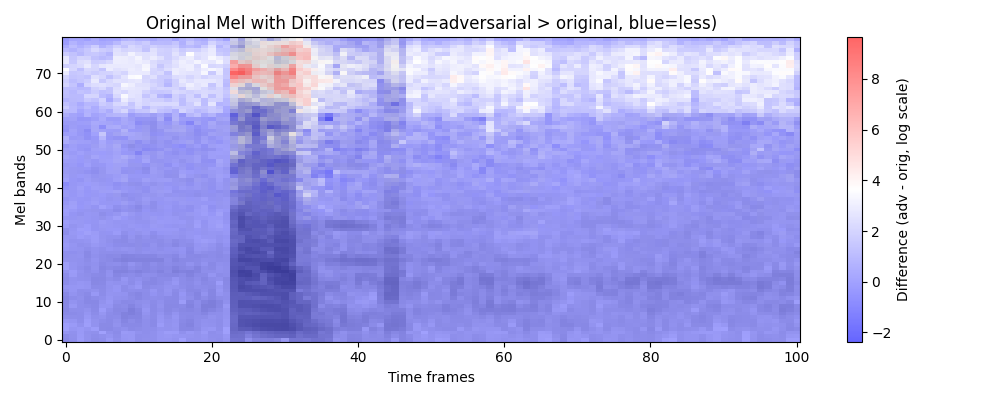 Original Mel with Differences (red=adversarial > original, blue=less)
Mel bands
70
60
50
40
30
20
10
0
0 20 40 60 80 100
Time frames
8
6
4
2
0
−2
Difference (adv - orig, log scale)